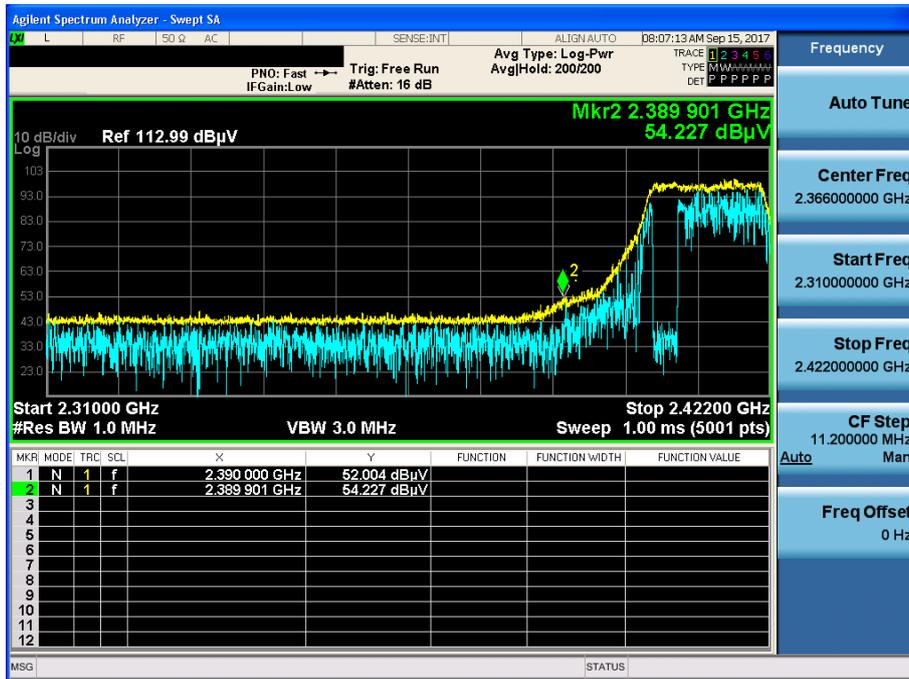 Agilent Spectrum Analyzer - Swept SA
LXI L RF 50 Ω AC SENSE:INT ALIGN AUTO 08:07:13 AM Sep 15, 2017
PNO: Fast Trig: Free Run Avg Type: Log-Pwr TRACE 1 2 3 4 5 6
IFGain:Low #Atten: 16 dB Avg|Hold: 200/200 TYPE M
DET P P P P P P
Mkr2 2.389 901 GHz
54.227 dBµV
10 dB/div Ref 112.99 dBµV
Log
103
93.0
83.0
73.0
63.0
53.0
43.0
33.0
23.0
2
Start 2.31000 GHz Stop 2.42200 GHz
#Res BW 1.0 MHz VBW 3.0 MHz Sweep 1.00 ms (5001 pts)
MKR MODE TRC SCL X Y FUNCTION FUNCTION WIDTH FUNCTION VALUE
1 N 1 f 2.390 000 GHz 52.004 dBµV
2 N 1 f 2.389 901 GHz 54.227 dBµV
3
4
5
6
7
8
9
10
11
12
MSG STATUS
Frequency
Auto Tune
Center Freq
2.366000000 GHz
Start Freq
2.310000000 GHz
Stop Freq
2.422000000 GHz
CF Step
11.200000 MHz
Auto Man
Freq Offset
0 Hz